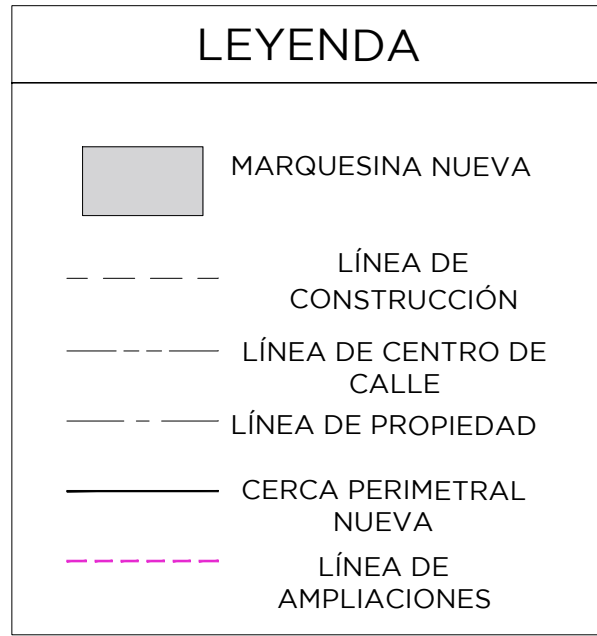 LEYENDA
MARQUESINA NUEVA
LÍNEA DE
CONSTRUCCIÓN
LÍNEA DE CENTRO DE
CALLE
LÍNEA DE PROPIEDAD
CERCA PERIMETRAL
NUEVA
LÍNEA DE
AMPLIACIONES